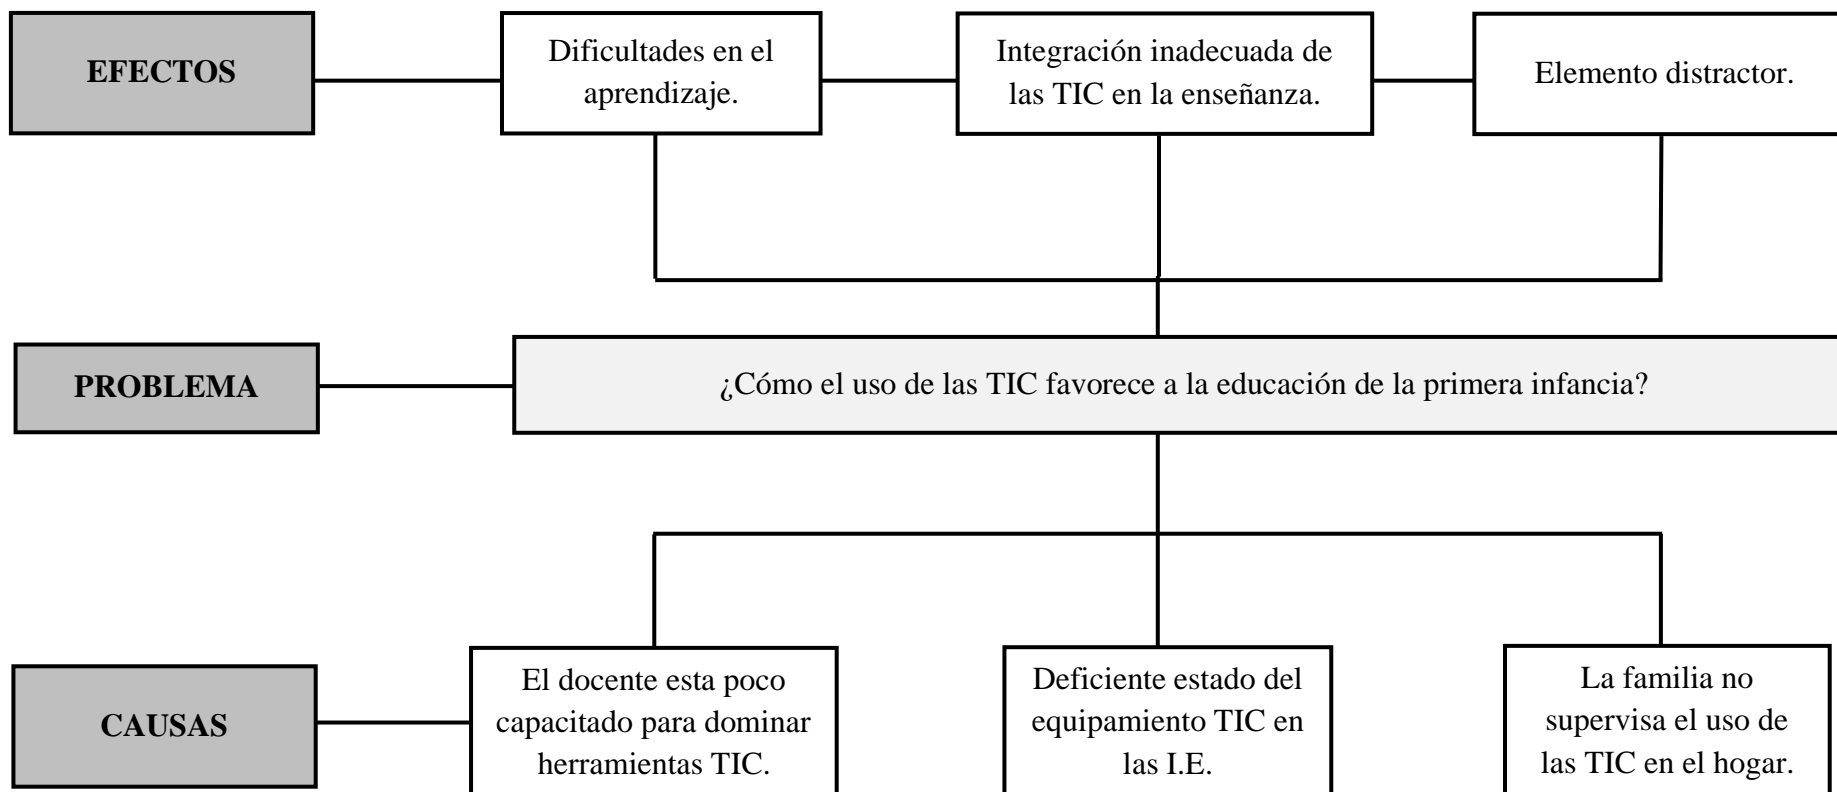 EFECTOS
Dificultades en el
aprendizaje.
Integración inadecuada de
las TIC en la enseñanza.
Elemento distractor.
PROBLEMA
¿Cómo el uso de las TIC favorece a la educación de la primera infancia?
CAUSAS
El docente esta poco
capacitado para dominar
herramientas TIC.
Deficiente estado del
equipamiento TIC en
las I.E.
La familia no
supervisa el uso de
las TIC en el hogar.